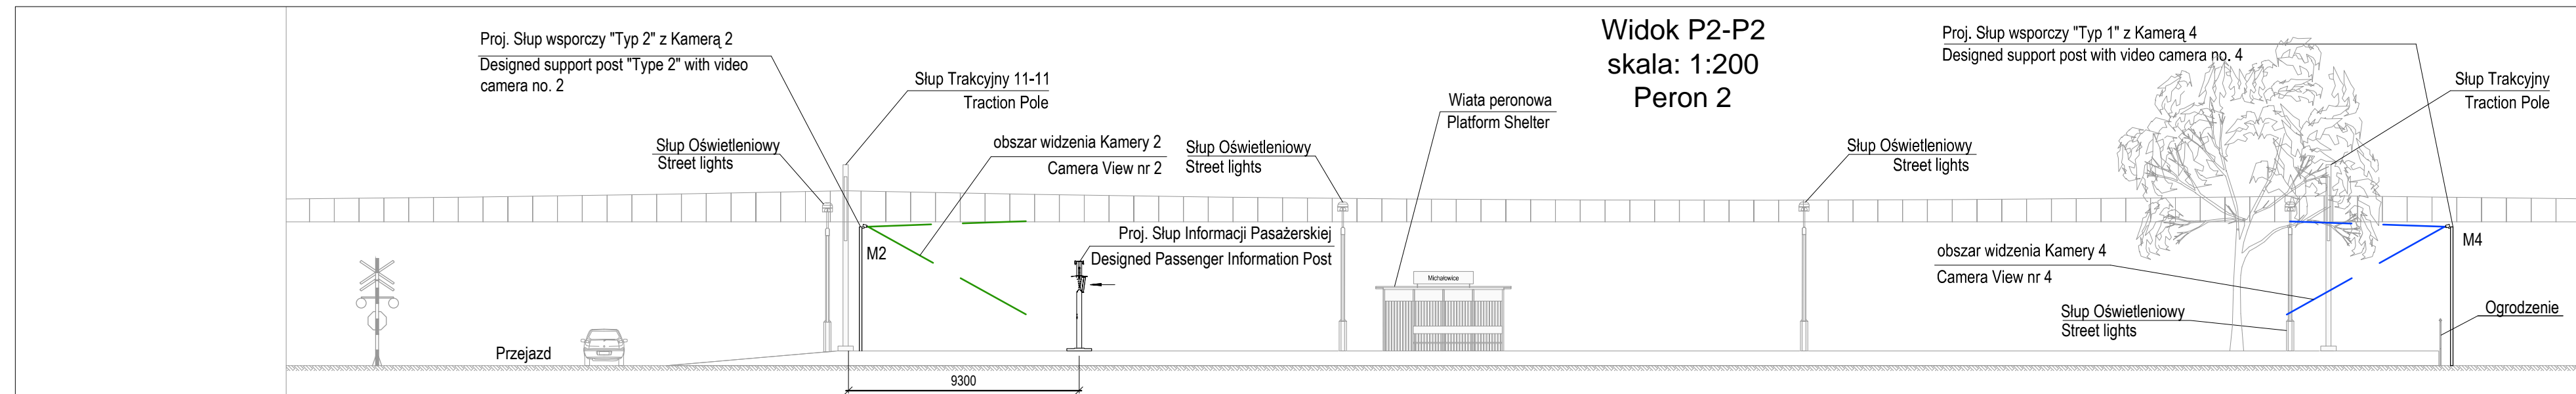 Widok P2-P2
skala: 1:200
Peron 2
Proj. Słup wsporczy "Typ 2" z Kamerą 2
Designed support post "Type 2" with video
camera no. 2
Słup Trakcyjny 11-11
Traction Pole
Słup Oświetleniowy
Street lights
obszar widzenia Kamery 2
Camera View nr 2
Słup Oświetleniowy
Street lights
Wiata peronowa
Platform Shelter
Słup Oświetleniowy
Street lights
Proj. Słup wsporczy "Typ 1" z Kamerą 4
Designed support post with video camera no. 4
Słup Trakcyjny
Traction Pole
M2
Proj. Słup Informacji Pasażerskiej
Designed Passenger Information Post
Michałowice
M4
obszar widzenia Kamery 4
Camera View nr 4
Słup Oświetleniowy
Street lights
Ogrodzenie
Przejazd
9300